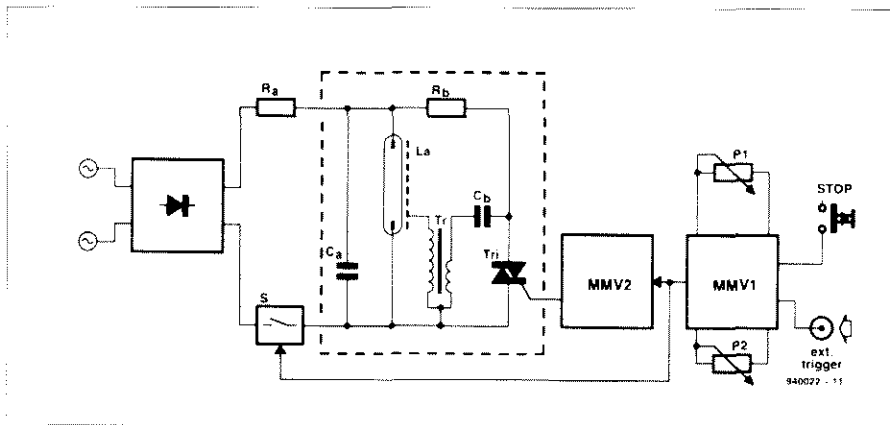 Ra
Rb
La
P1
STOP
Cb
Tr
Ca
Tri
MMV2
MMV1
S
P2
ext.
trigger
940022 - 11